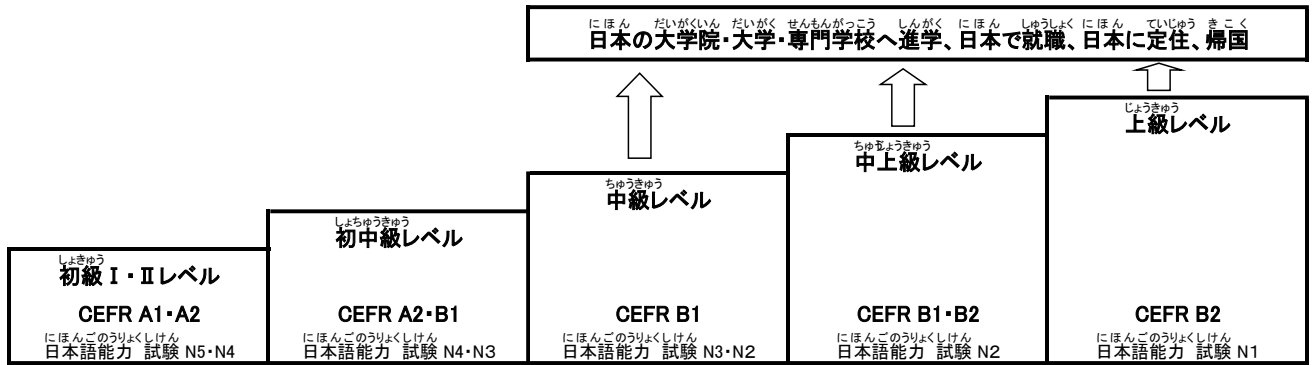 にほん だいがくいん だいがく せんもんがっこう しんがく にほん しゅうしょく にほん ていじゅう きこく
日本の大学院・大学・専門学校へ進学、日本で就職、日本に定住、帰国
じょうきゅう
上級レベル
ちゅうじょうきゅう
中上級レベル
ちゅうきゅう
中級レベル
しょちゅうきゅう
初中級レベル
しょきゅう
初級Ⅰ・Ⅱレベル
CEFR A1・A2
にほんごのうりょくしけん
日本語能力 試験 N5・N4
CEFR A2・B1
にほんごのうりょくしけん
日本語能力 試験 N4・N3
CEFR B1
にほんごのうりょくしけん
日本語能力 試験 N3・N2
CEFR B1・B2
にほんごのうりょくしけん
日本語能力 試験 N2
CEFR B2
にほんごのうりょくしけん
日本語能力 試験 N1